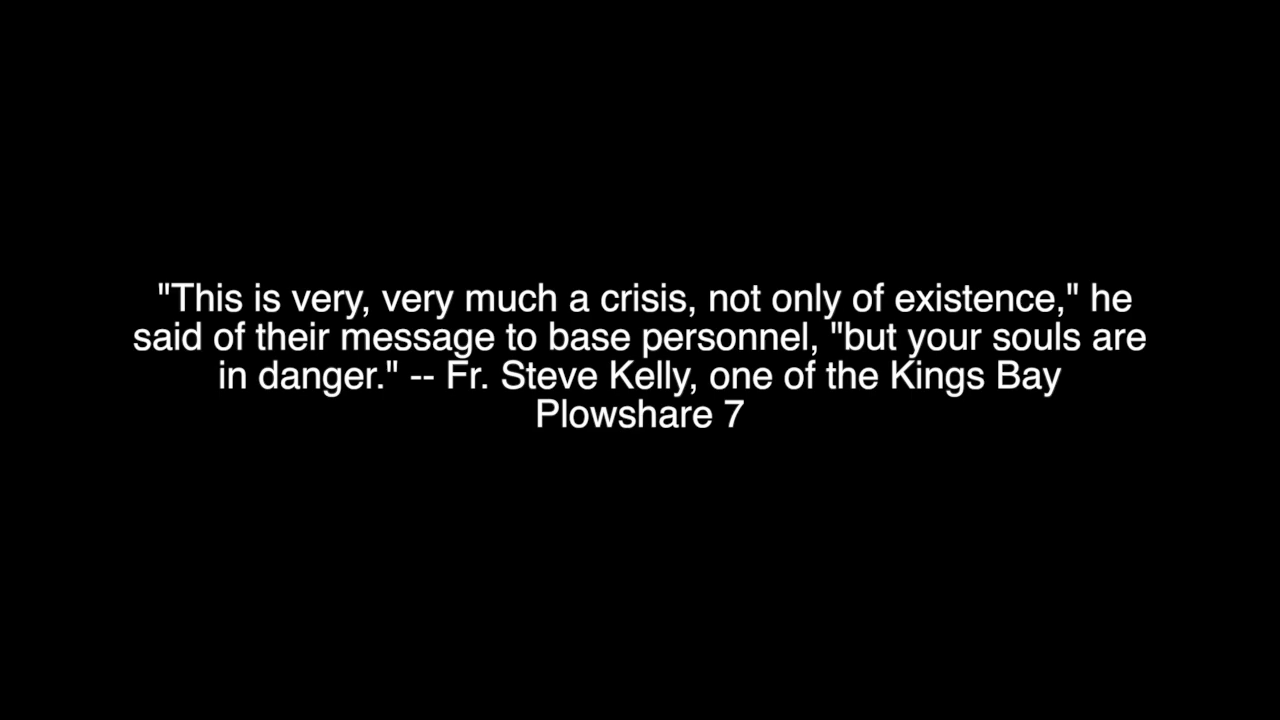 "This is very, very much a crisis, not only of existence," he
said of their message to base personnel, "but your souls are
in danger." -- Fr. Steve Kelly, one of the Kings Bay
Plowshare 7